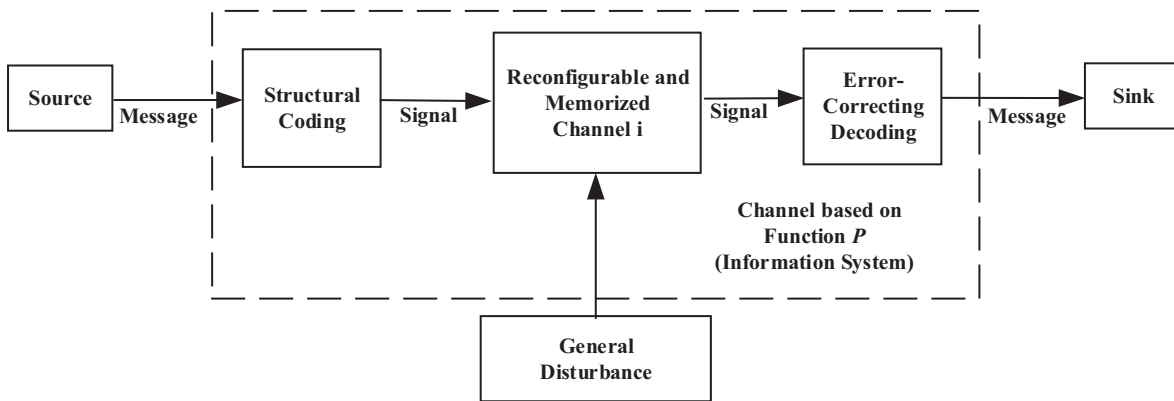 Source
Message
Structural
Coding
Signal
Reconfigurable and
Memorized
Channel i
Signal
Error-
Correcting
Decoding
Message
Sink
Channel based on
Function P
(Information System)
General
Disturbance